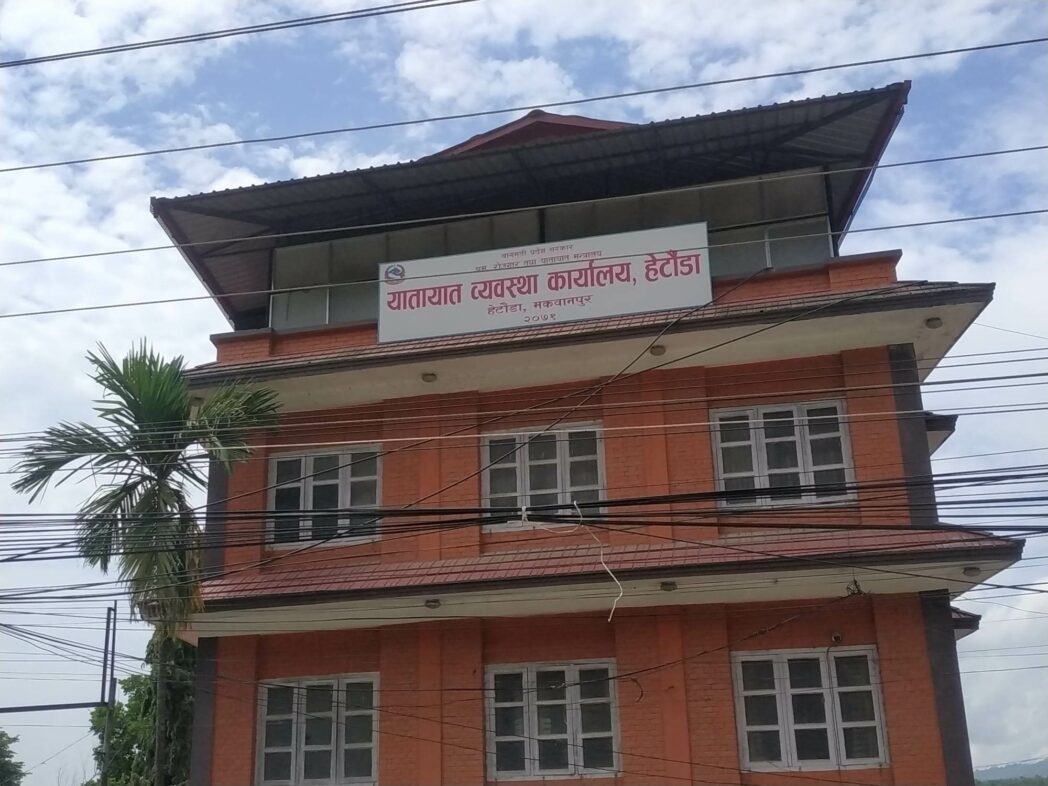 बागमती प्रदेश सरकार
श्रम, रोजगार तथा यातायात मन्त्रालय
यातायात व्यवस्था कार्यालय, हेटौंडा
हेटौंडा, मकवानपुर
२०७९